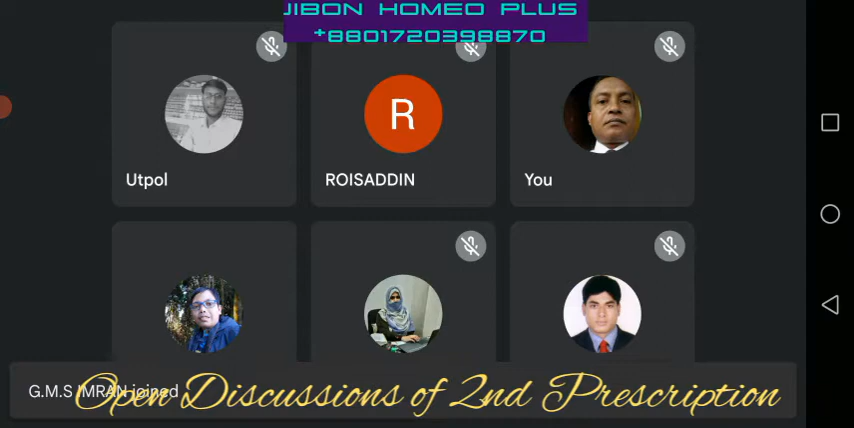 JIBON HOMEO PLUS
+8801720398870
Utpol
R
ROISADDIN
You
G.M.S IMRAN joined
Open Discussions of 2nd Prescription